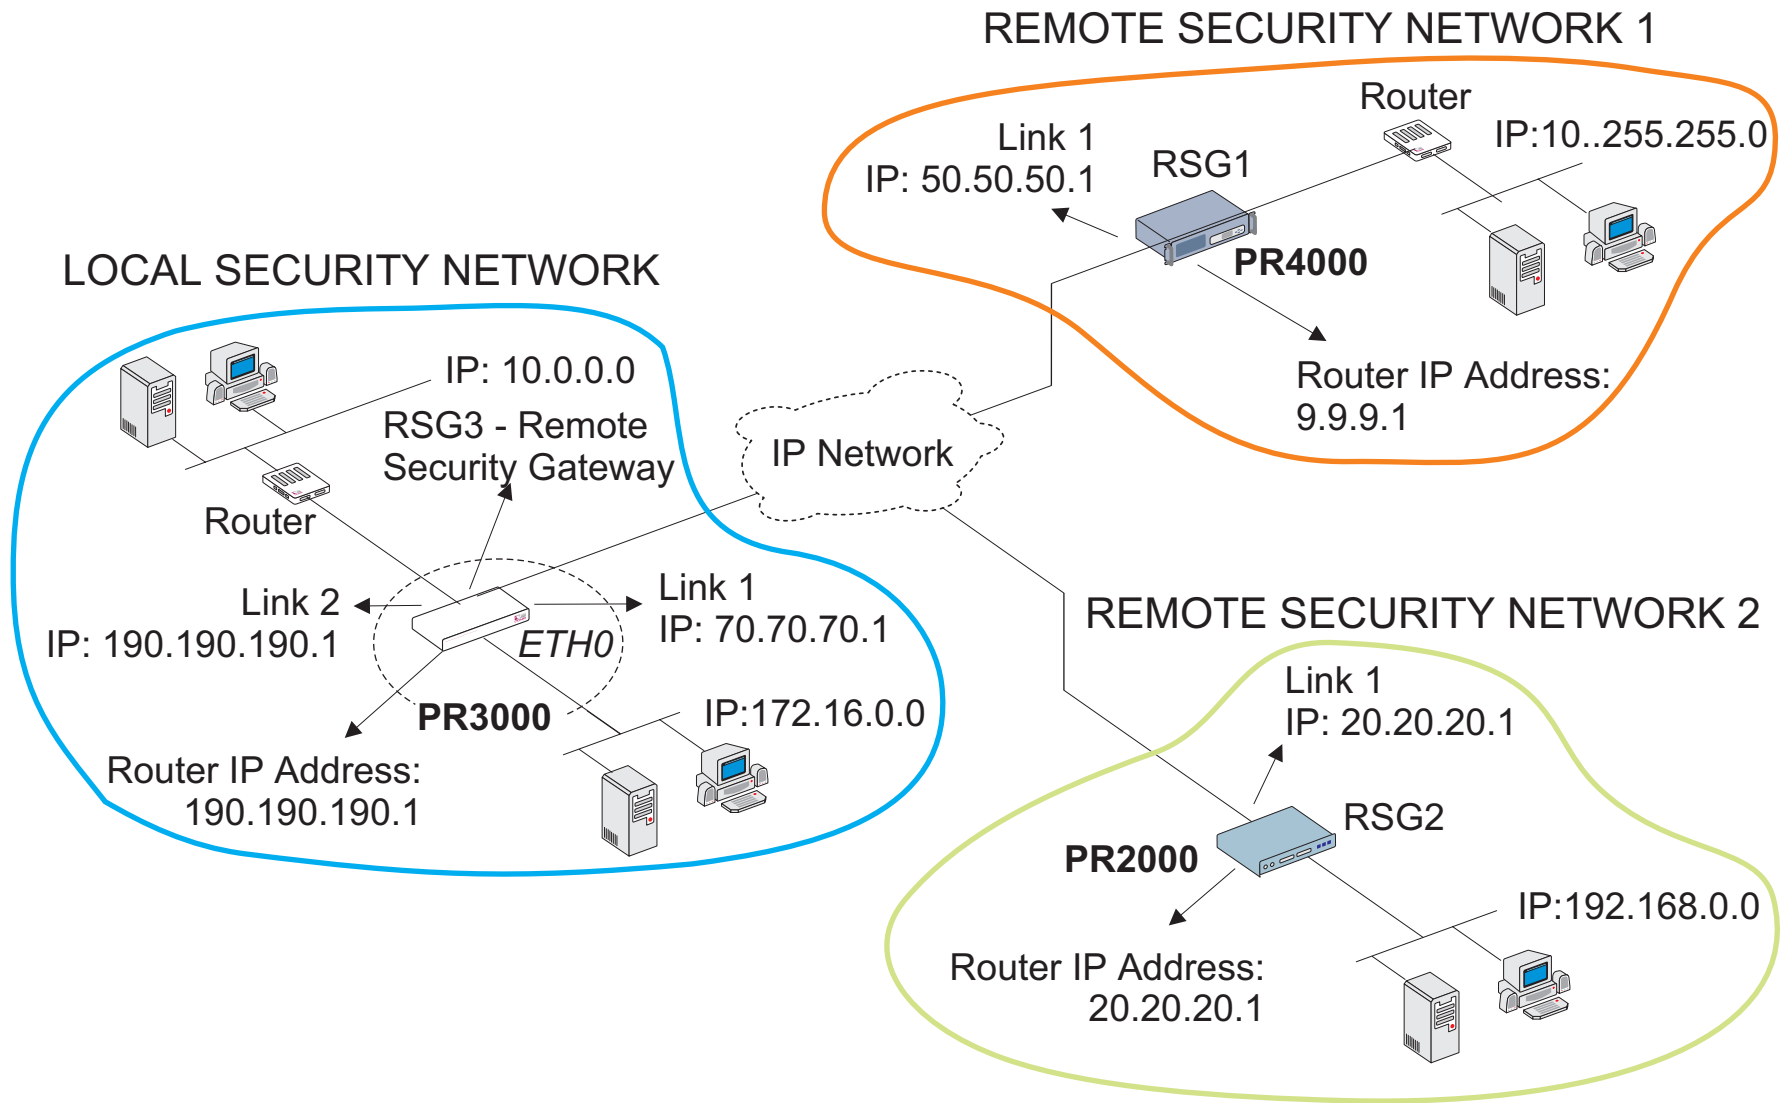 REMOTE SECURITY NETWORK 1
Router
Link 1
IP: 50.50.50.1
RSG1
IP:10..255.255.0
PR4000
Router IP Address:
9.9.9.1
LOCAL SECURITY NETWORK
IP: 10.0.0.0
RSG3 - Remote
Security Gateway
Router
IP Network
Link 2
IP: 190.190.190.1
Link 1
IP: 70.70.70.1
ETH0
PR3000
IP:172.16.0.0
Router IP Address:
190.190.190.1
REMOTE SECURITY NETWORK 2
Link 1
IP: 20.20.20.1
RSG2
PR2000
IP:192.168.0.0
Router IP Address:
20.20.20.1